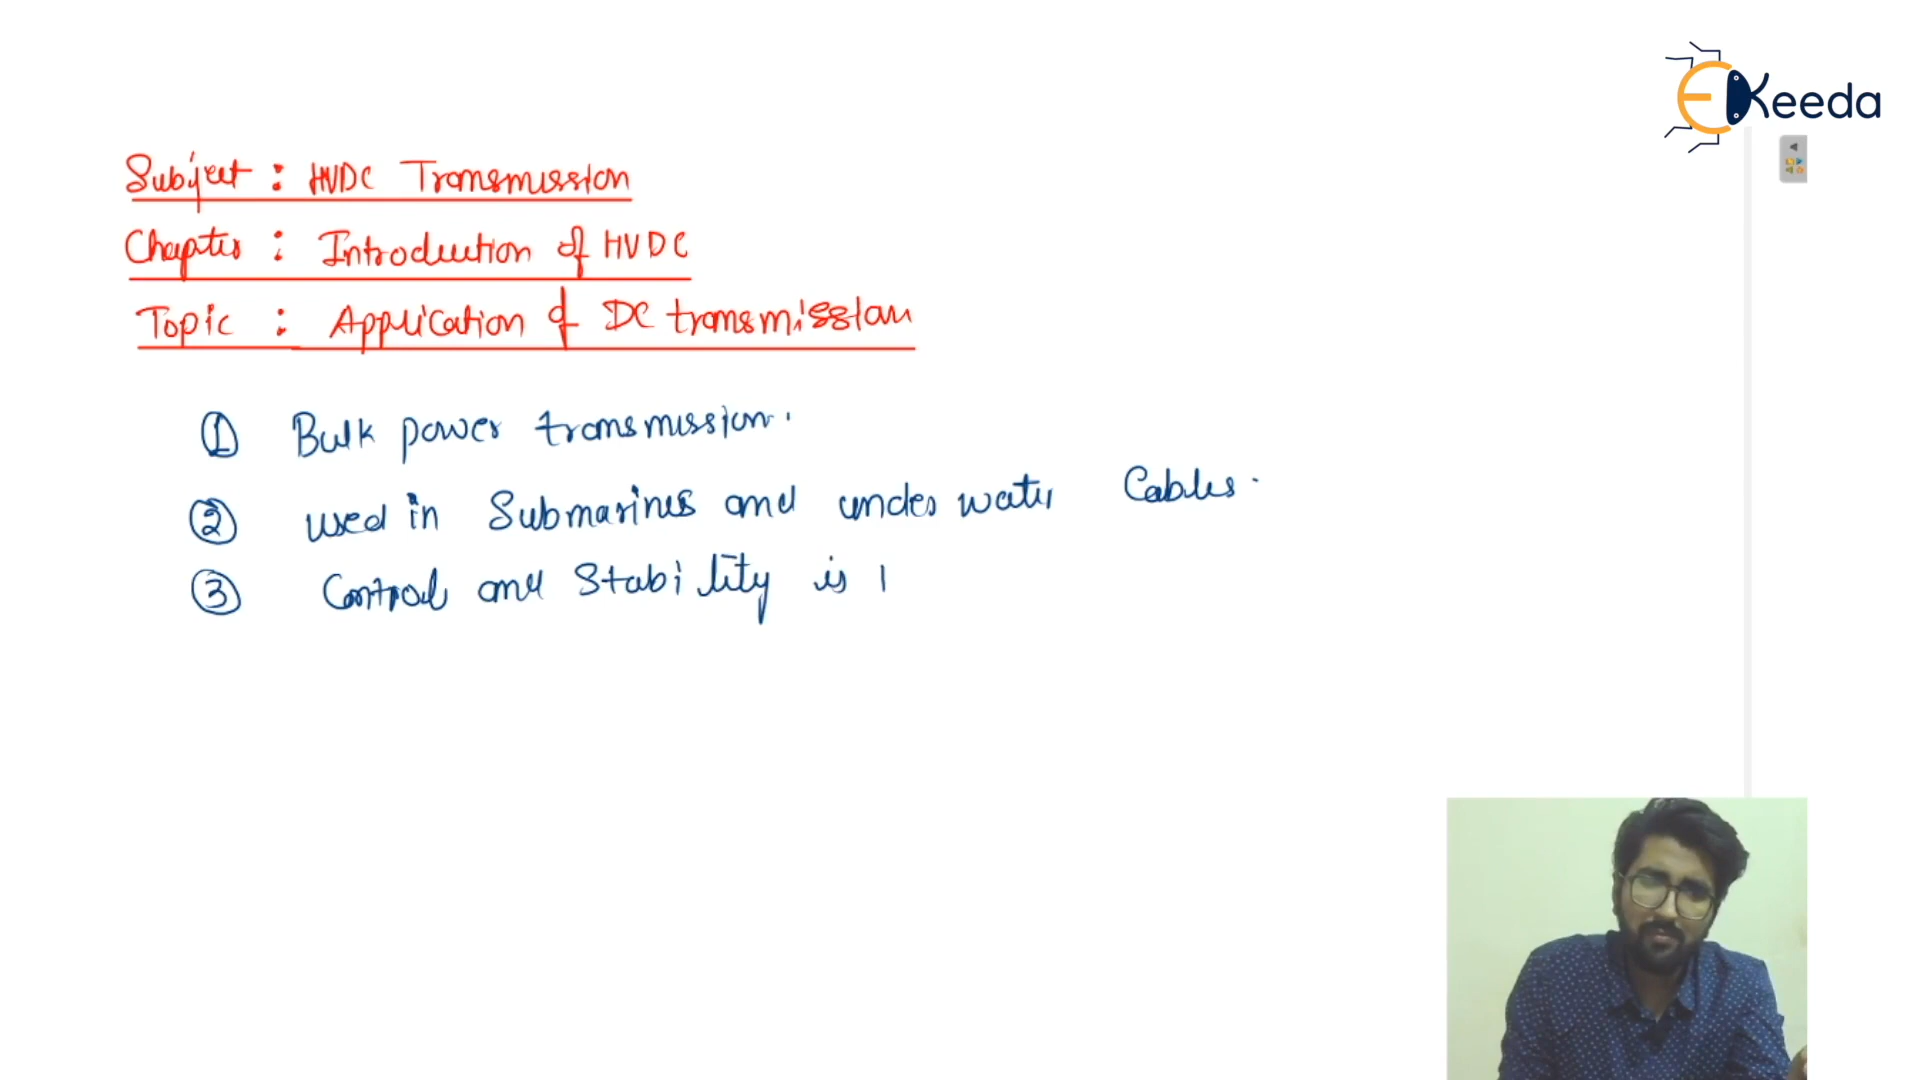 EKeeda
Subject : HVDC Transmission
Chapter : Introduction of HVDC
Topic : Application of DC transmission
① Bulk power transmission.
② used in Submarines and under water Cables.
③ Control and Stability is